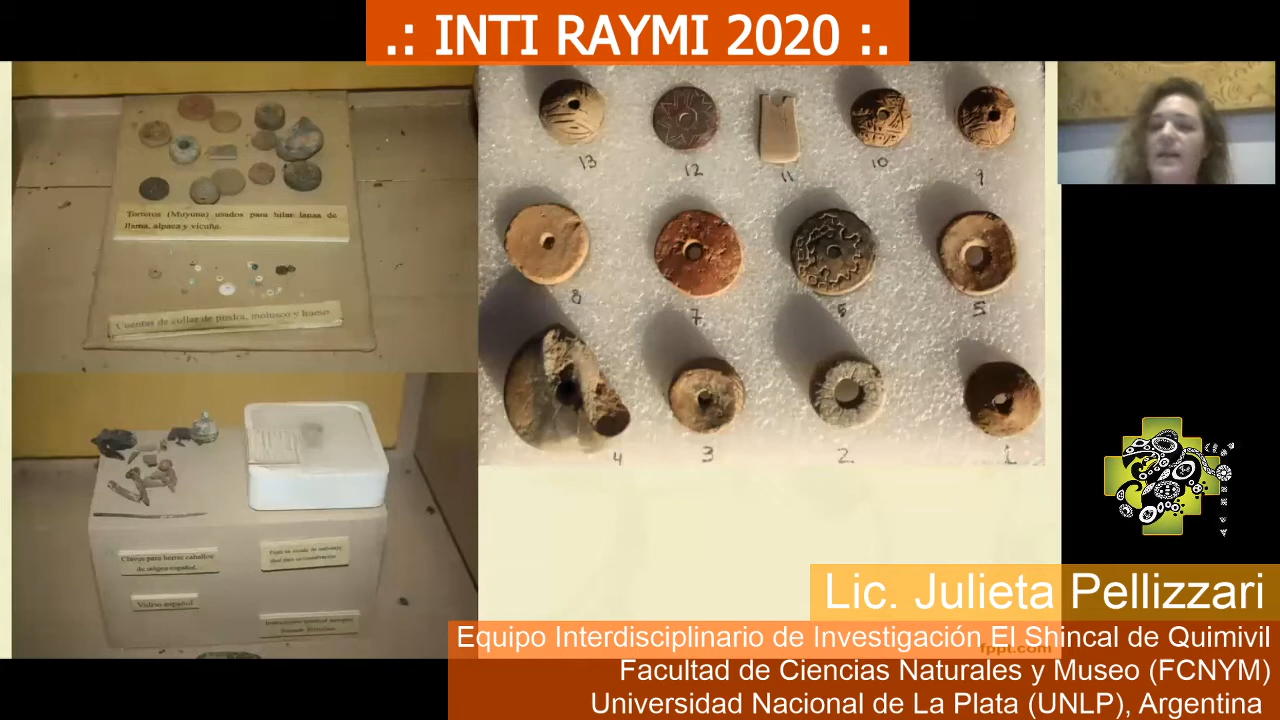 .: INTI RAYMI 2020 :.
Torteros (Muyuna) usados para hilar lanas de
llama, alpaca y vicuña.
Cuentas de collar de piedra, molusco y hueso
Clavos para herrar caballos
de origen español...
Vidrio español
13
12
11
10
9
8
7
6
5
4
3
2
1
fppt.com
Lic. Julieta Pellizzari
Equipo Interdisciplinario de Investigación El Shincal de Quimivil
Facultad de Ciencias Naturales y Museo (FCNYM)
Universidad Nacional de La Plata (UNLP), Argentina